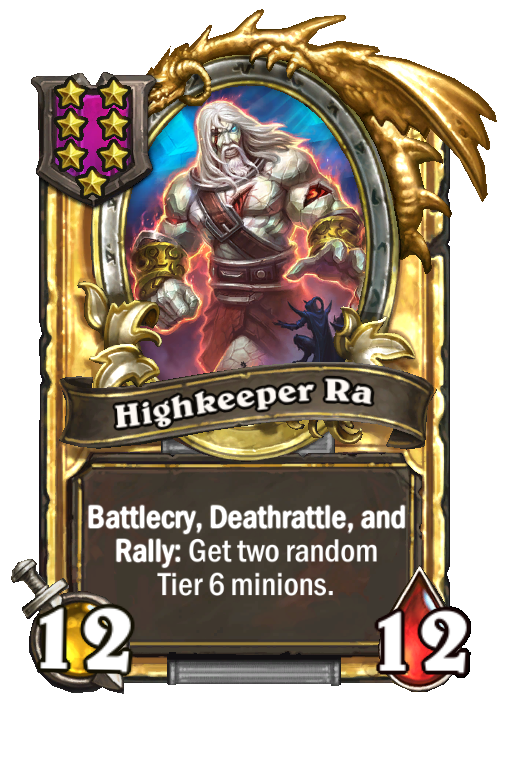 Highkeeper Ra
Battlecry, Deathrattle, and
Rally: Get two random
Tier 6 minions.
12
12